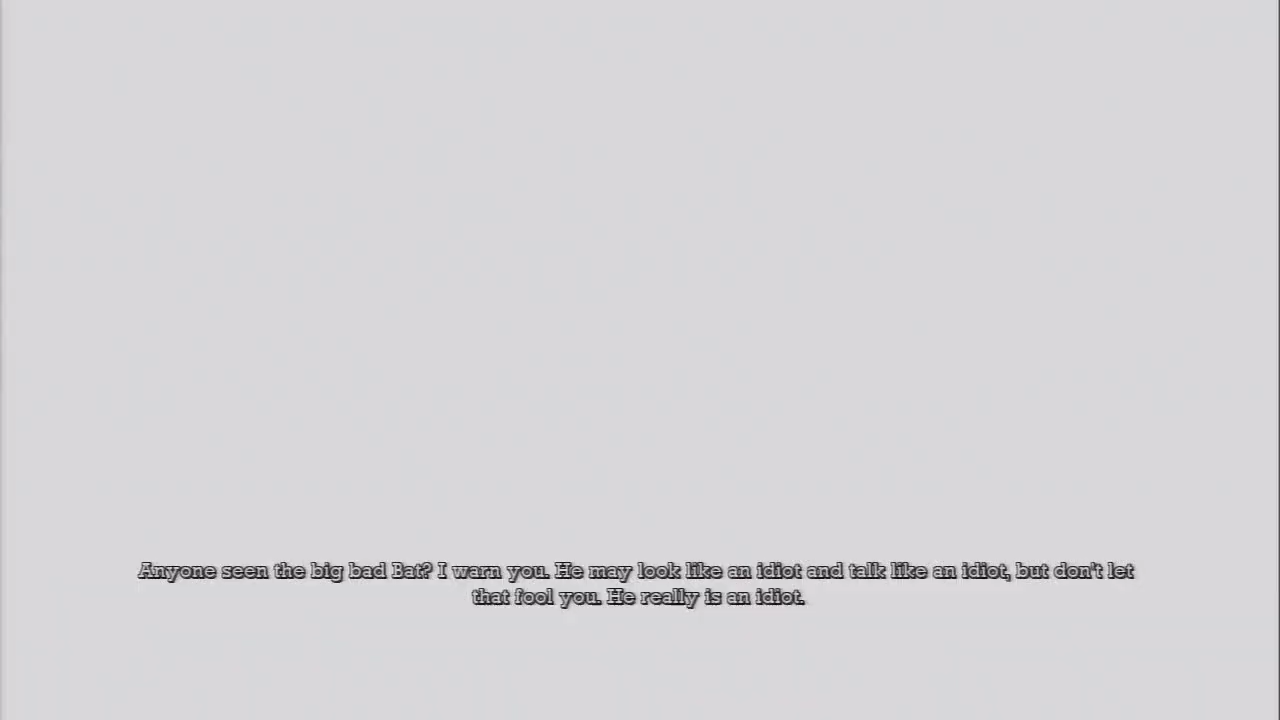 Anyone seen the big bad Bat? I warn you. He may look like an idiot and talk like an idiot, but don't let
that fool you. He really is an idiot.